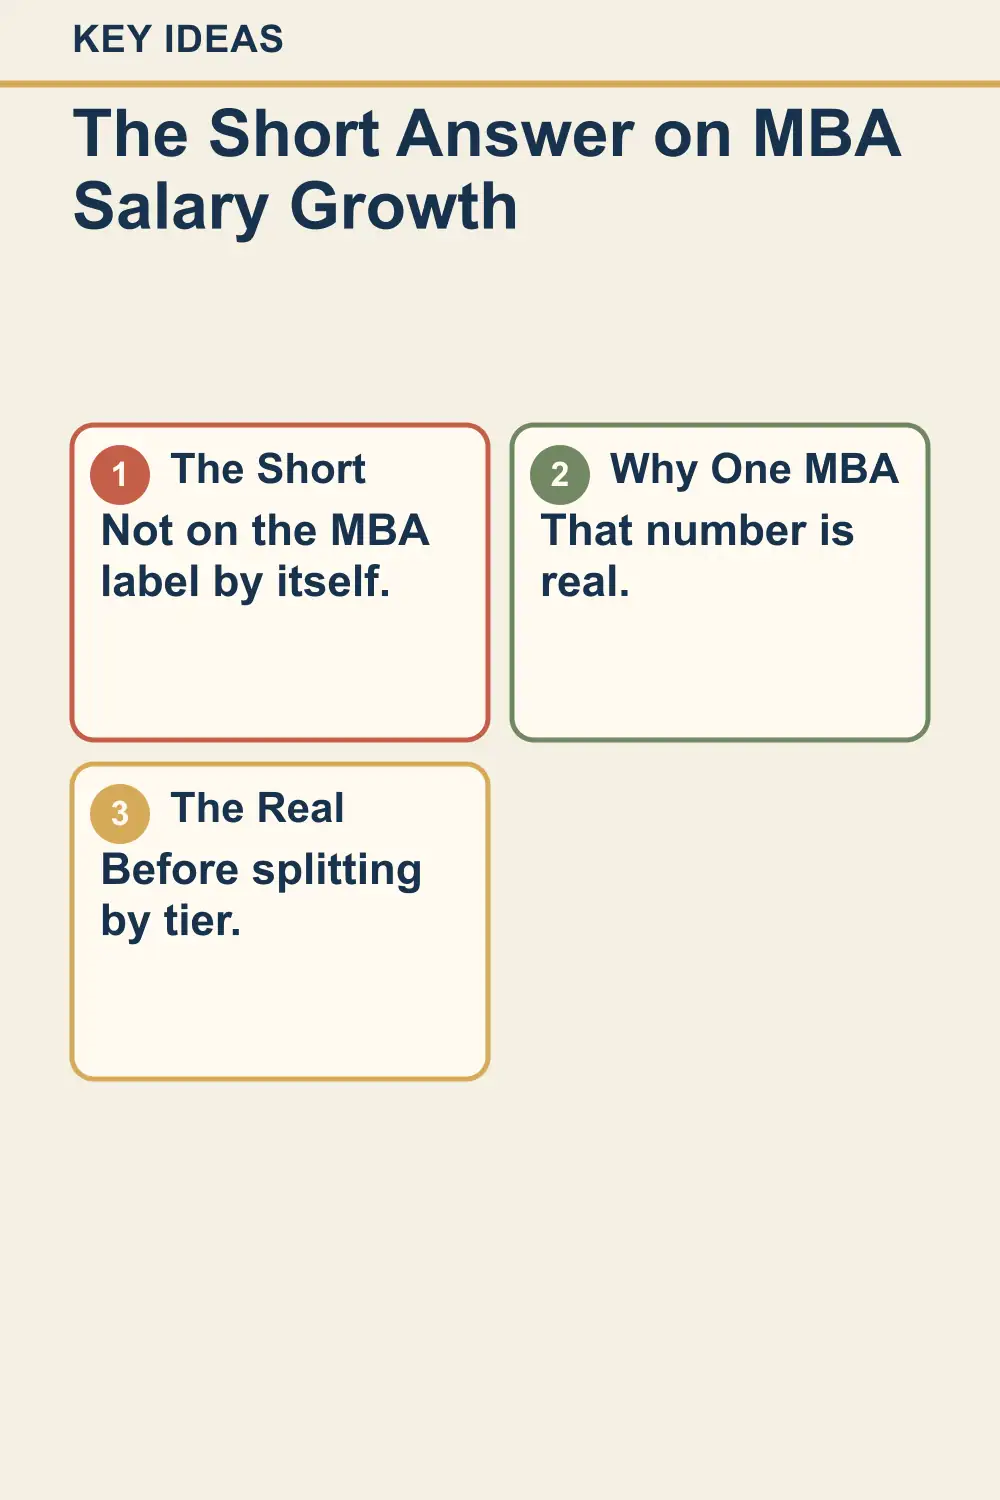 KEY IDEAS
The Short Answer on MBA
Salary Growth
1 The Short
Not on the MBA
label by itself.
2 Why One MBA
That number is
real.
3 The Real
Before splitting
by tier.